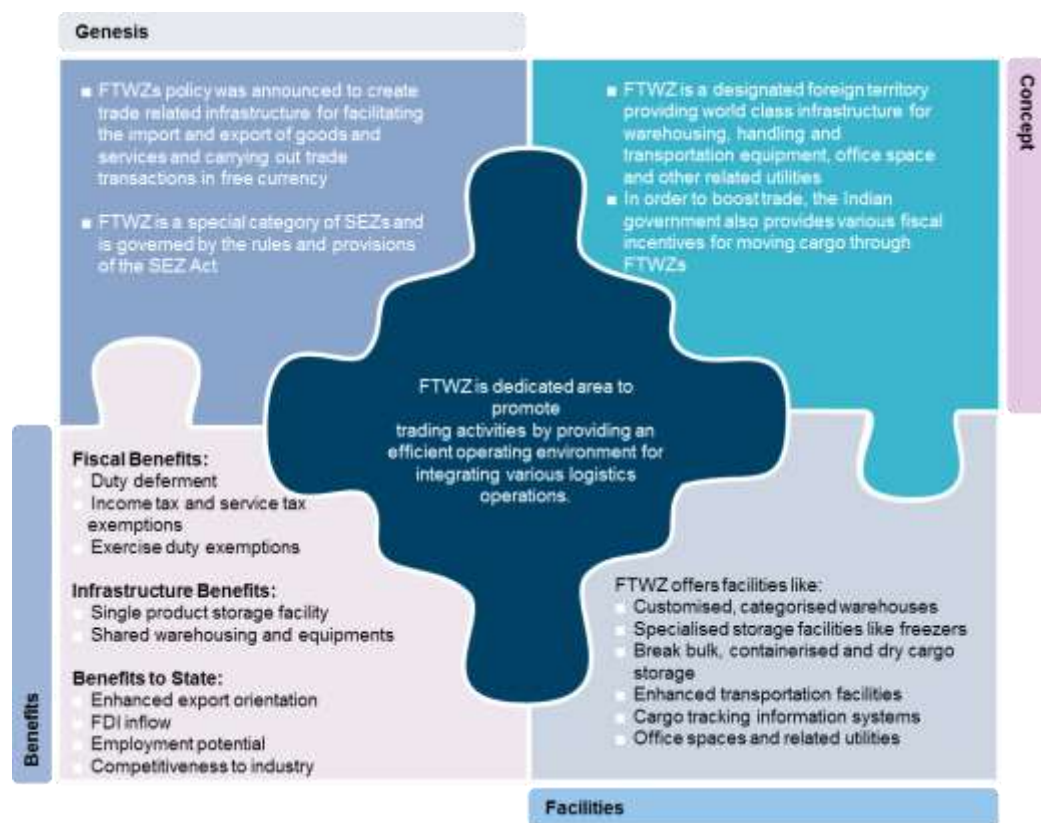 Genesis
■ FTWZs policy was announced to create
trade related infrastructure for facilitating
the import and export of goods and
services and carrying out trade
transactions in free currency
■ FTWZ is a special category of SEZs and
is governed by the rules and provisions
of the SEZ Act
Concept
■ FTWZ is a designated foreign territory
providing world class infrastructure for
warehousing, handling and
transportation equipment, office space
and other related utilities
■ In order to boost trade, the Indian
government also provides various fiscal
incentives for moving cargo through
FTWZs
FTWZ is dedicated area to
promote
trading activities by providing an
efficient operating environment for
integrating various logistics
operations.
Benefits
Fiscal Benefits:
■ Duty deferment
■ Income tax and service tax
exemptions
■ Exercise duty exemptions
Infrastructure Benefits:
■ Single product storage facility
■ Shared warehousing and equipments
Benefits to State:
■ Enhanced export orientation
■ FDI inflow
■ Employment potential
■ Competitiveness to industry
FTWZ offers facilities like:
■ Customised, categorised warehouses
■ Specialised storage facilities like freezers
■ Break bulk, containerised and dry cargo
storage
■ Enhanced transportation facilities
■ Cargo tracking information systems
■ Office spaces and related utilities
Facilities